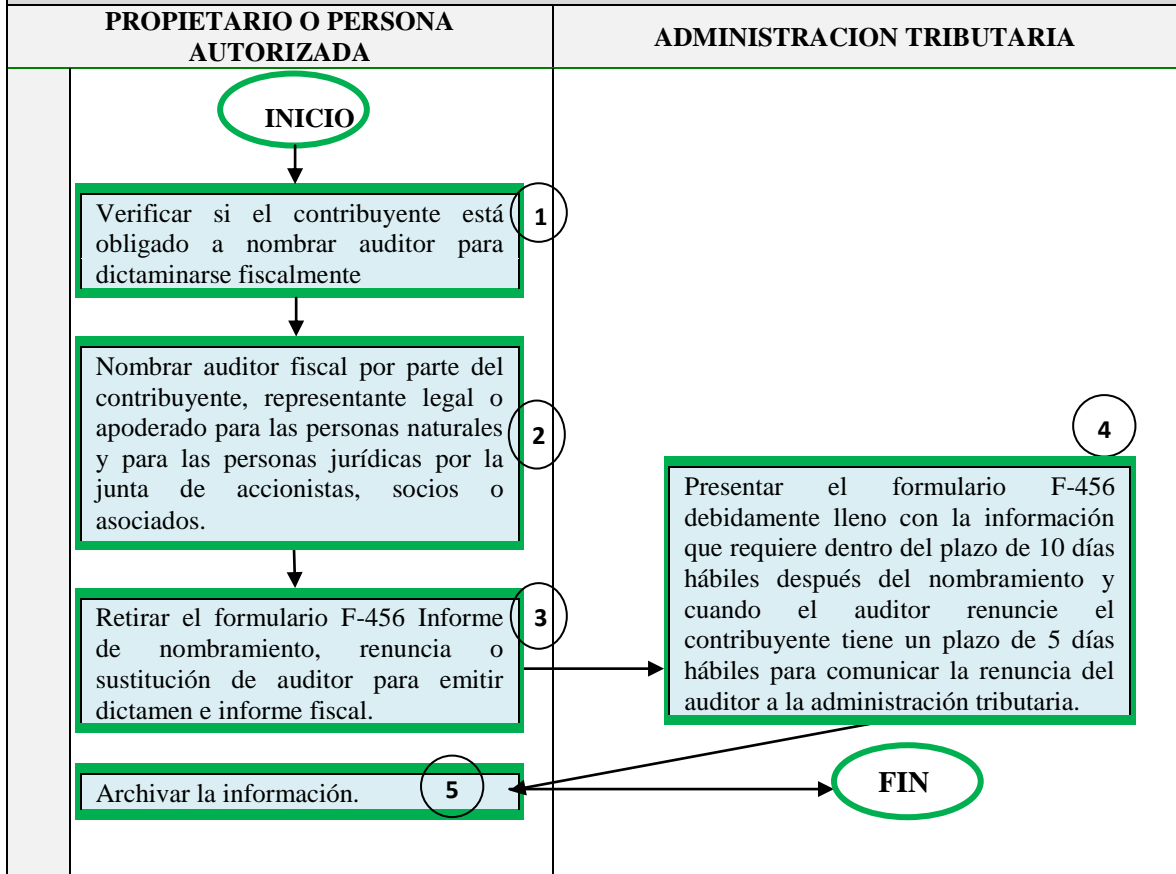 PROPIETARIO O PERSONA
AUTORIZADA
ADMINISTRACION TRIBUTARIA
INICIO
Verificar si el contribuyente está
obligado a nombrar auditor para
dictaminarse fiscalmente
1
Nombrar auditor fiscal por parte del
contribuyente, representante legal o
apoderado para las personas naturales
y para las personas jurídicas por la
junta de accionistas, socios o
asociados.
2
Retirar el formulario F-456 Informe
de nombramiento, renuncia o
sustitución de auditor para emitir
dictamen e informe fiscal.
3
4
Presentar el formulario F-456
debidamente lleno con la información
que requiere dentro del plazo de 10 días
hábiles después del nombramiento y
cuando el auditor renuncie el
contribuyente tiene un plazo de 5 días
hábiles para comunicar la renuncia del
auditor a la administración tributaria.
Archivar la información.
5
FIN